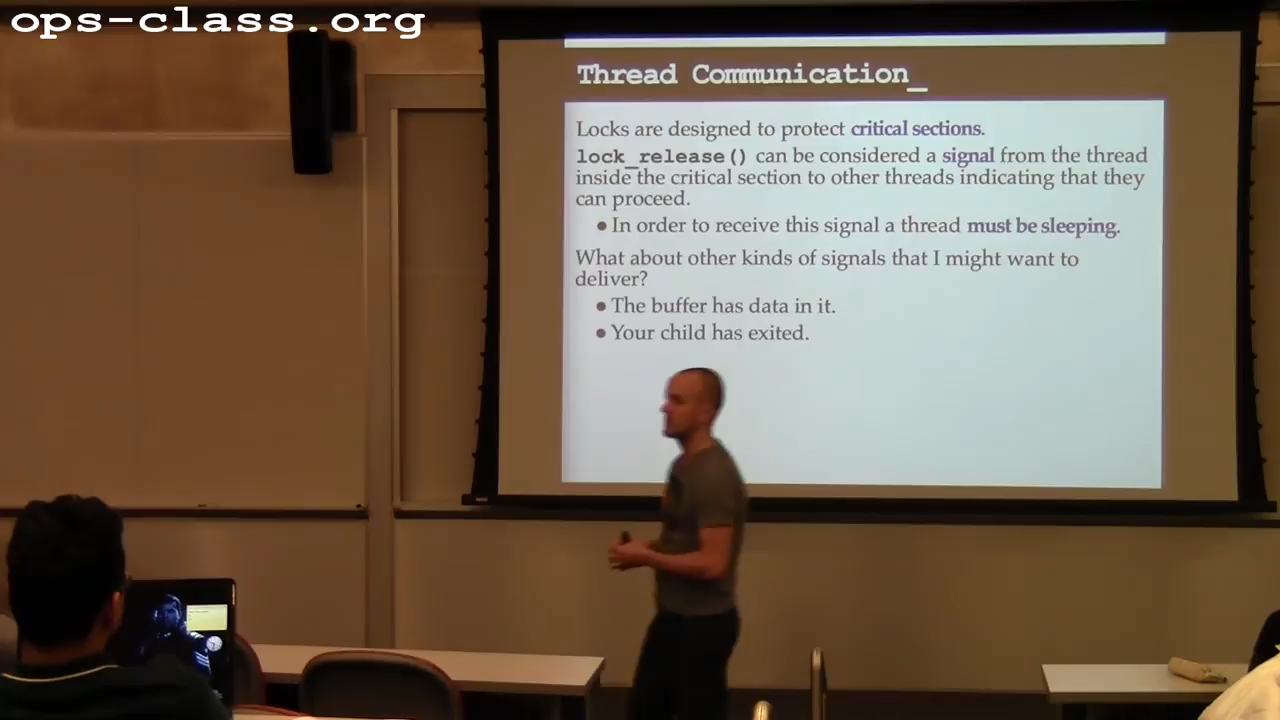 ops-class.org
Thread Communication_
Locks are designed to protect critical sections.
lock_release() can be considered a signal from the thread
inside the critical section to other threads indicating that they
can proceed.
• In order to receive this signal a thread must be sleeping.
What about other kinds of signals that I might want to
deliver?
• The buffer has data in it.
• Your child has exited.